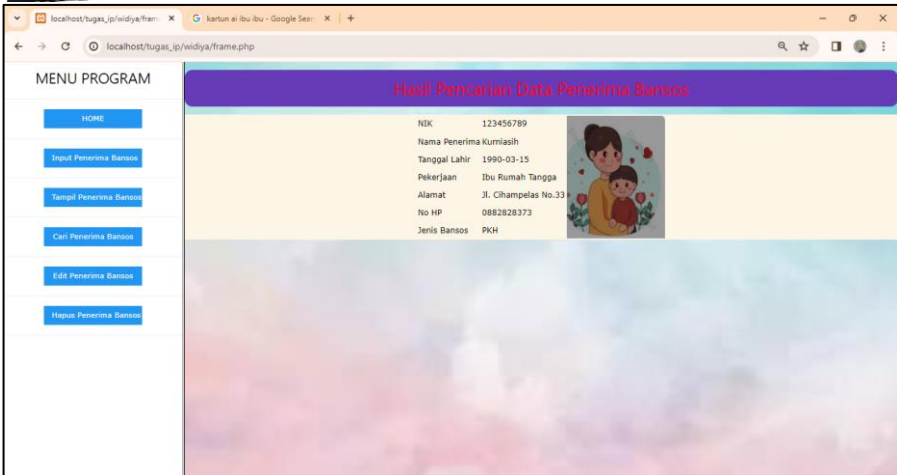 localhost/tugas_ip/widiya/fram
kartun ai ibu ibu - Google Sear
localhost/tugas_ip/widiya/frame.php
MENU PROGRAM
HOME
Input Penerima Bansos
Tampil Penerima Bansos
Cari Penerima Bansos
Edit Penerima Bansos
Hapus Penerima Bansos
Hasil Pencarian Data Penerima Bansos
NIK 123456789
Nama Penerima Kurniasih
Tanggal Lahir 1990-03-15
Pekerjaan Ibu Rumah Tangga
Alamat Jl. Cihampelas No.33
No HP 0882828373
Jenis Bansos PKH